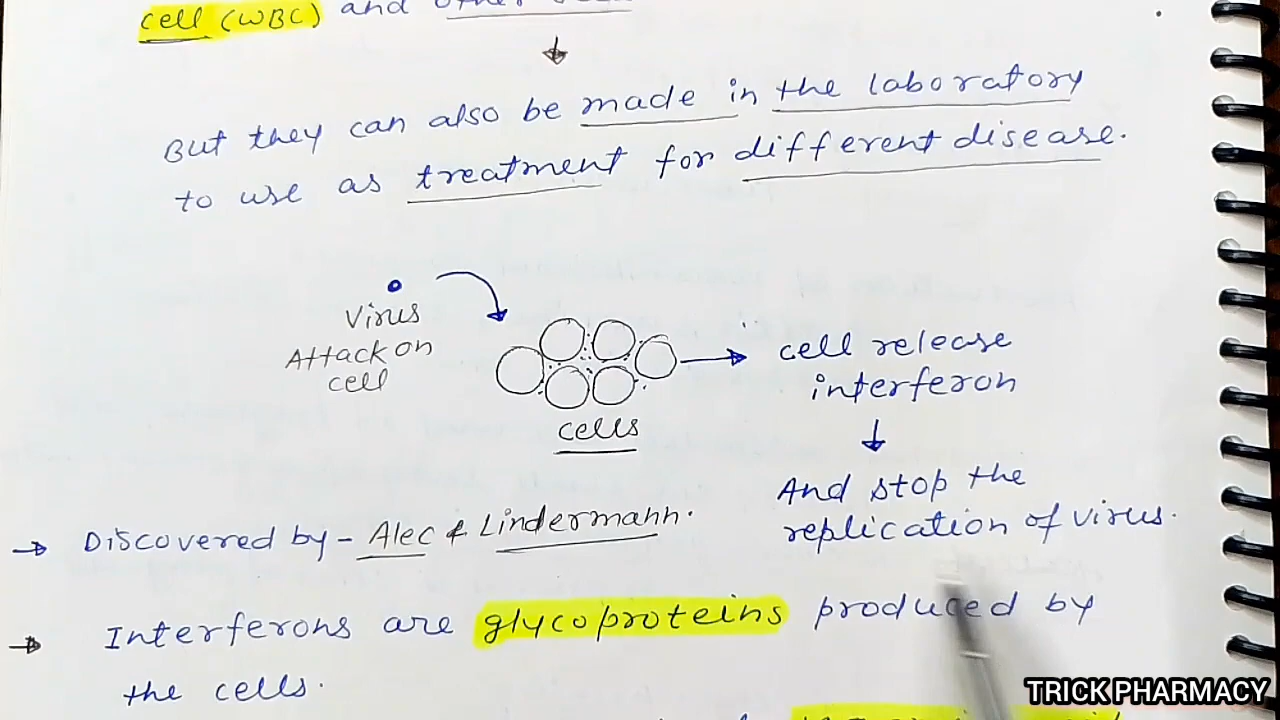 cell (WBC) and other
But they can also be made in the laboratory
to use as treatment for different disease.
Virus
Attack on
cell
cells
cell release
interferon
And stop the
replication of virus.
→ Discovered by - Alec & Lindermann.
→ Interferons are glycoproteins produced by
the cells.
TRICK PHARMACY